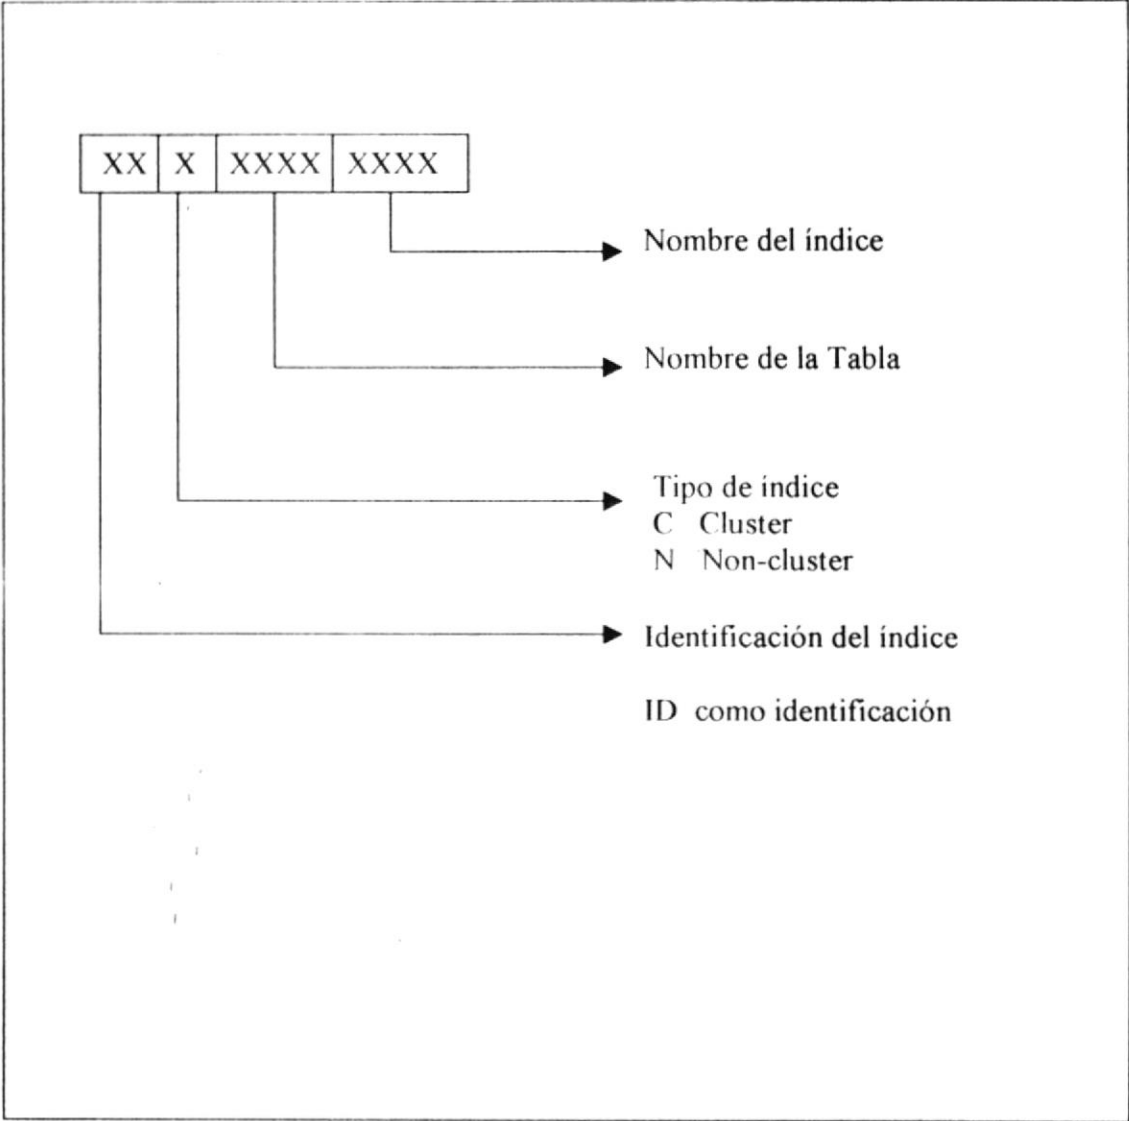 XX X XXXX XXXX
Nombre del índice
Nombre de la Tabla
Tipo de índice
C Cluster
N Non-cluster
Identificación del índice
ID como identificación